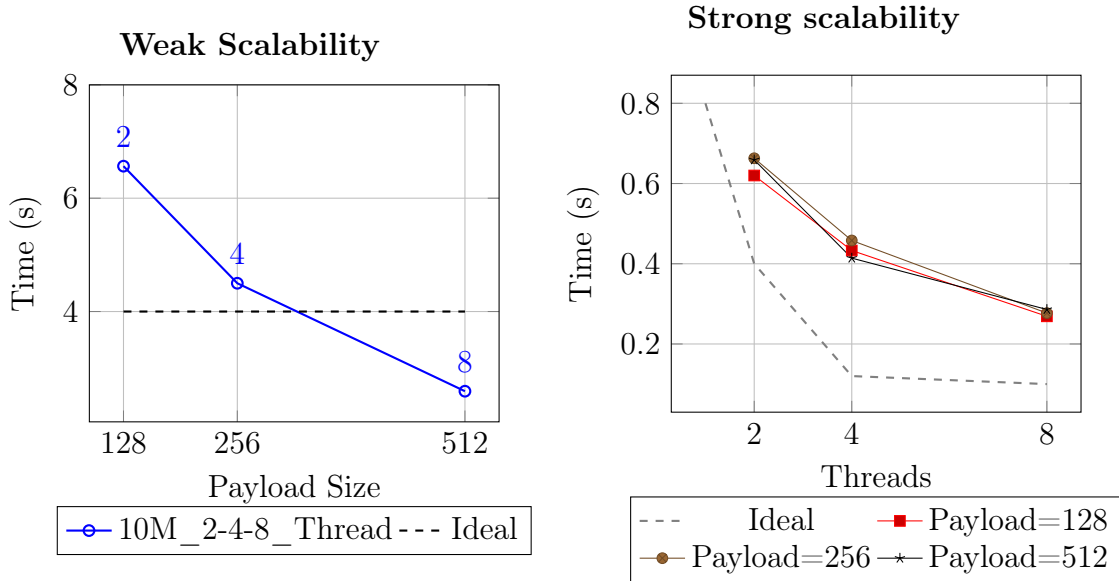 Weak Scalability
8
6
4
Time (s)
2
4
8
128 256 512
Payload Size
10M_2-4-8_Thread Ideal
Strong scalability
0.8
0.6
0.4
0.2
Time (s)
2 4 8
Threads
Ideal Payload=128
Payload=256 Payload=512